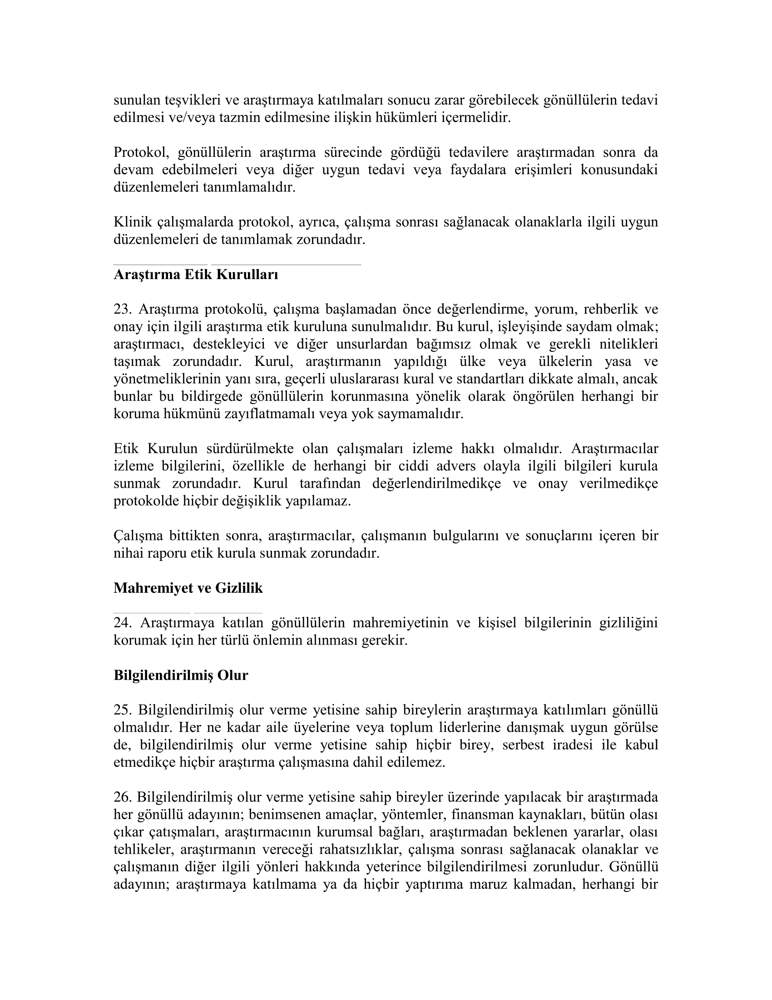 sunulan teşvikleri ve araştırmaya katılmaları sonucu zarar görebilecek gönüllülerin tedavi
edilmesi ve/veya tazmin edilmesine ilişkin hükümleri içermelidir.
Protokol, gönüllülerin araştırma sürecinde gördüğü tedavilere araştırmadan sonra da
devam edebilmeleri veya diğer uygun tedavi veya faydalara erişimleri konusundaki
düzenlemeleri tanımlamalıdır.
Klinik çalışmalarda protokol, ayrıca, çalışma sonrası sağlanacak olanaklarla ilgili uygun
düzenlemeleri de tanımlamak zorundadır.
Araştırma Etik Kurulları
23. Araştırma protokolü, çalışma başlamadan önce değerlendirme, yorum, rehberlik ve
onay için ilgili araştırma etik kuruluna sunulmalıdır. Bu kurul, işleyişinde saydam olmak;
araştırmacı, destekleyici ve diğer unsurlardan bağımsız olmak ve gerekli nitelikleri
taşımak zorundadır. Kurul, araştırmanın yapıldığı ülke veya ülkelerin yasa ve
yönetmeliklerinin yanı sıra, geçerli uluslararası kural ve standartları dikkate almalı, ancak
bunlar bu bildirgede gönüllülerin korunmasına yönelik olarak öngörülen herhangi bir
koruma hükmünü zayıflatmamalı veya yok saymamalıdır.
Etik Kurulun sürdürülmekte olan çalışmaları izleme hakkı olmalıdır. Araştırmacılar
izleme bilgilerini, özellikle de herhangi bir ciddi advers olayla ilgili bilgileri kurula
sunmak zorundadır. Kurul tarafından değerlendirilmedikçe ve onay verilmedikçe
protokolde hiçbir değişiklik yapılamaz.
Çalışma bittikten sonra, araştırmacılar, çalışmanın bulgularını ve sonuçlarını içeren bir
nihai raporu etik kurula sunmak zorundadır.
Mahremiyet ve Gizlilik
24. Araştırmaya katılan gönüllülerin mahremiyetinin ve kişisel bilgilerinin gizliliğini
korumak için her türlü önlemin alınması gerekir.
Bilgilendirilmiş Olur
25. Bilgilendirilmiş olur verme yetisine sahip bireylerin araştırmaya katılımları gönüllü
olmalıdır. Her ne kadar aile üyelerine veya toplum liderlerine danışmak uygun görülse
de, bilgilendirilmiş olur verme yetisine sahip hiçbir birey, serbest iradesi ile kabul
etmedikçe hiçbir araştırma çalışmasına dahil edilemez.
26. Bilgilendirilmiş olur verme yetisine sahip bireyler üzerinde yapılacak bir araştırmada
her gönüllü adayının; benimsenen amaçlar, yöntemler, finansman kaynakları, bütün olası
çıkar çatışmaları, araştırmacının kurumsal bağları, araştırmadan beklenen yararlar, olası
tehlikeler, araştırmanın vereceği rahatsızlıklar, çalışma sonrası sağlanacak olanaklar ve
çalışmanın diğer ilgili yönleri hakkında yeterince bilgilendirilmesi zorunludur. Gönüllü
adayının; araştırmaya katılmama ya da hiçbir yaptırıma maruz kalmadan, herhangi bir